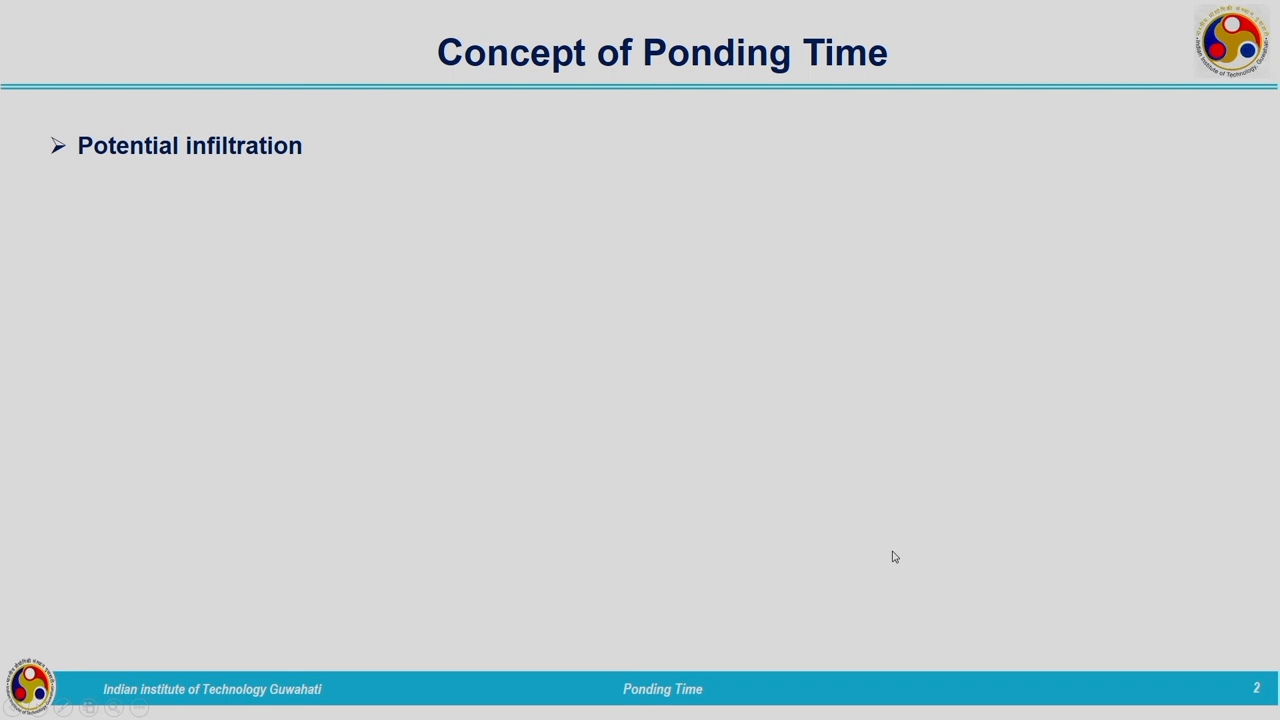 Concept of Ponding Time
Potential infiltration
Indian institute of Technology Guwahati
Ponding Time
2